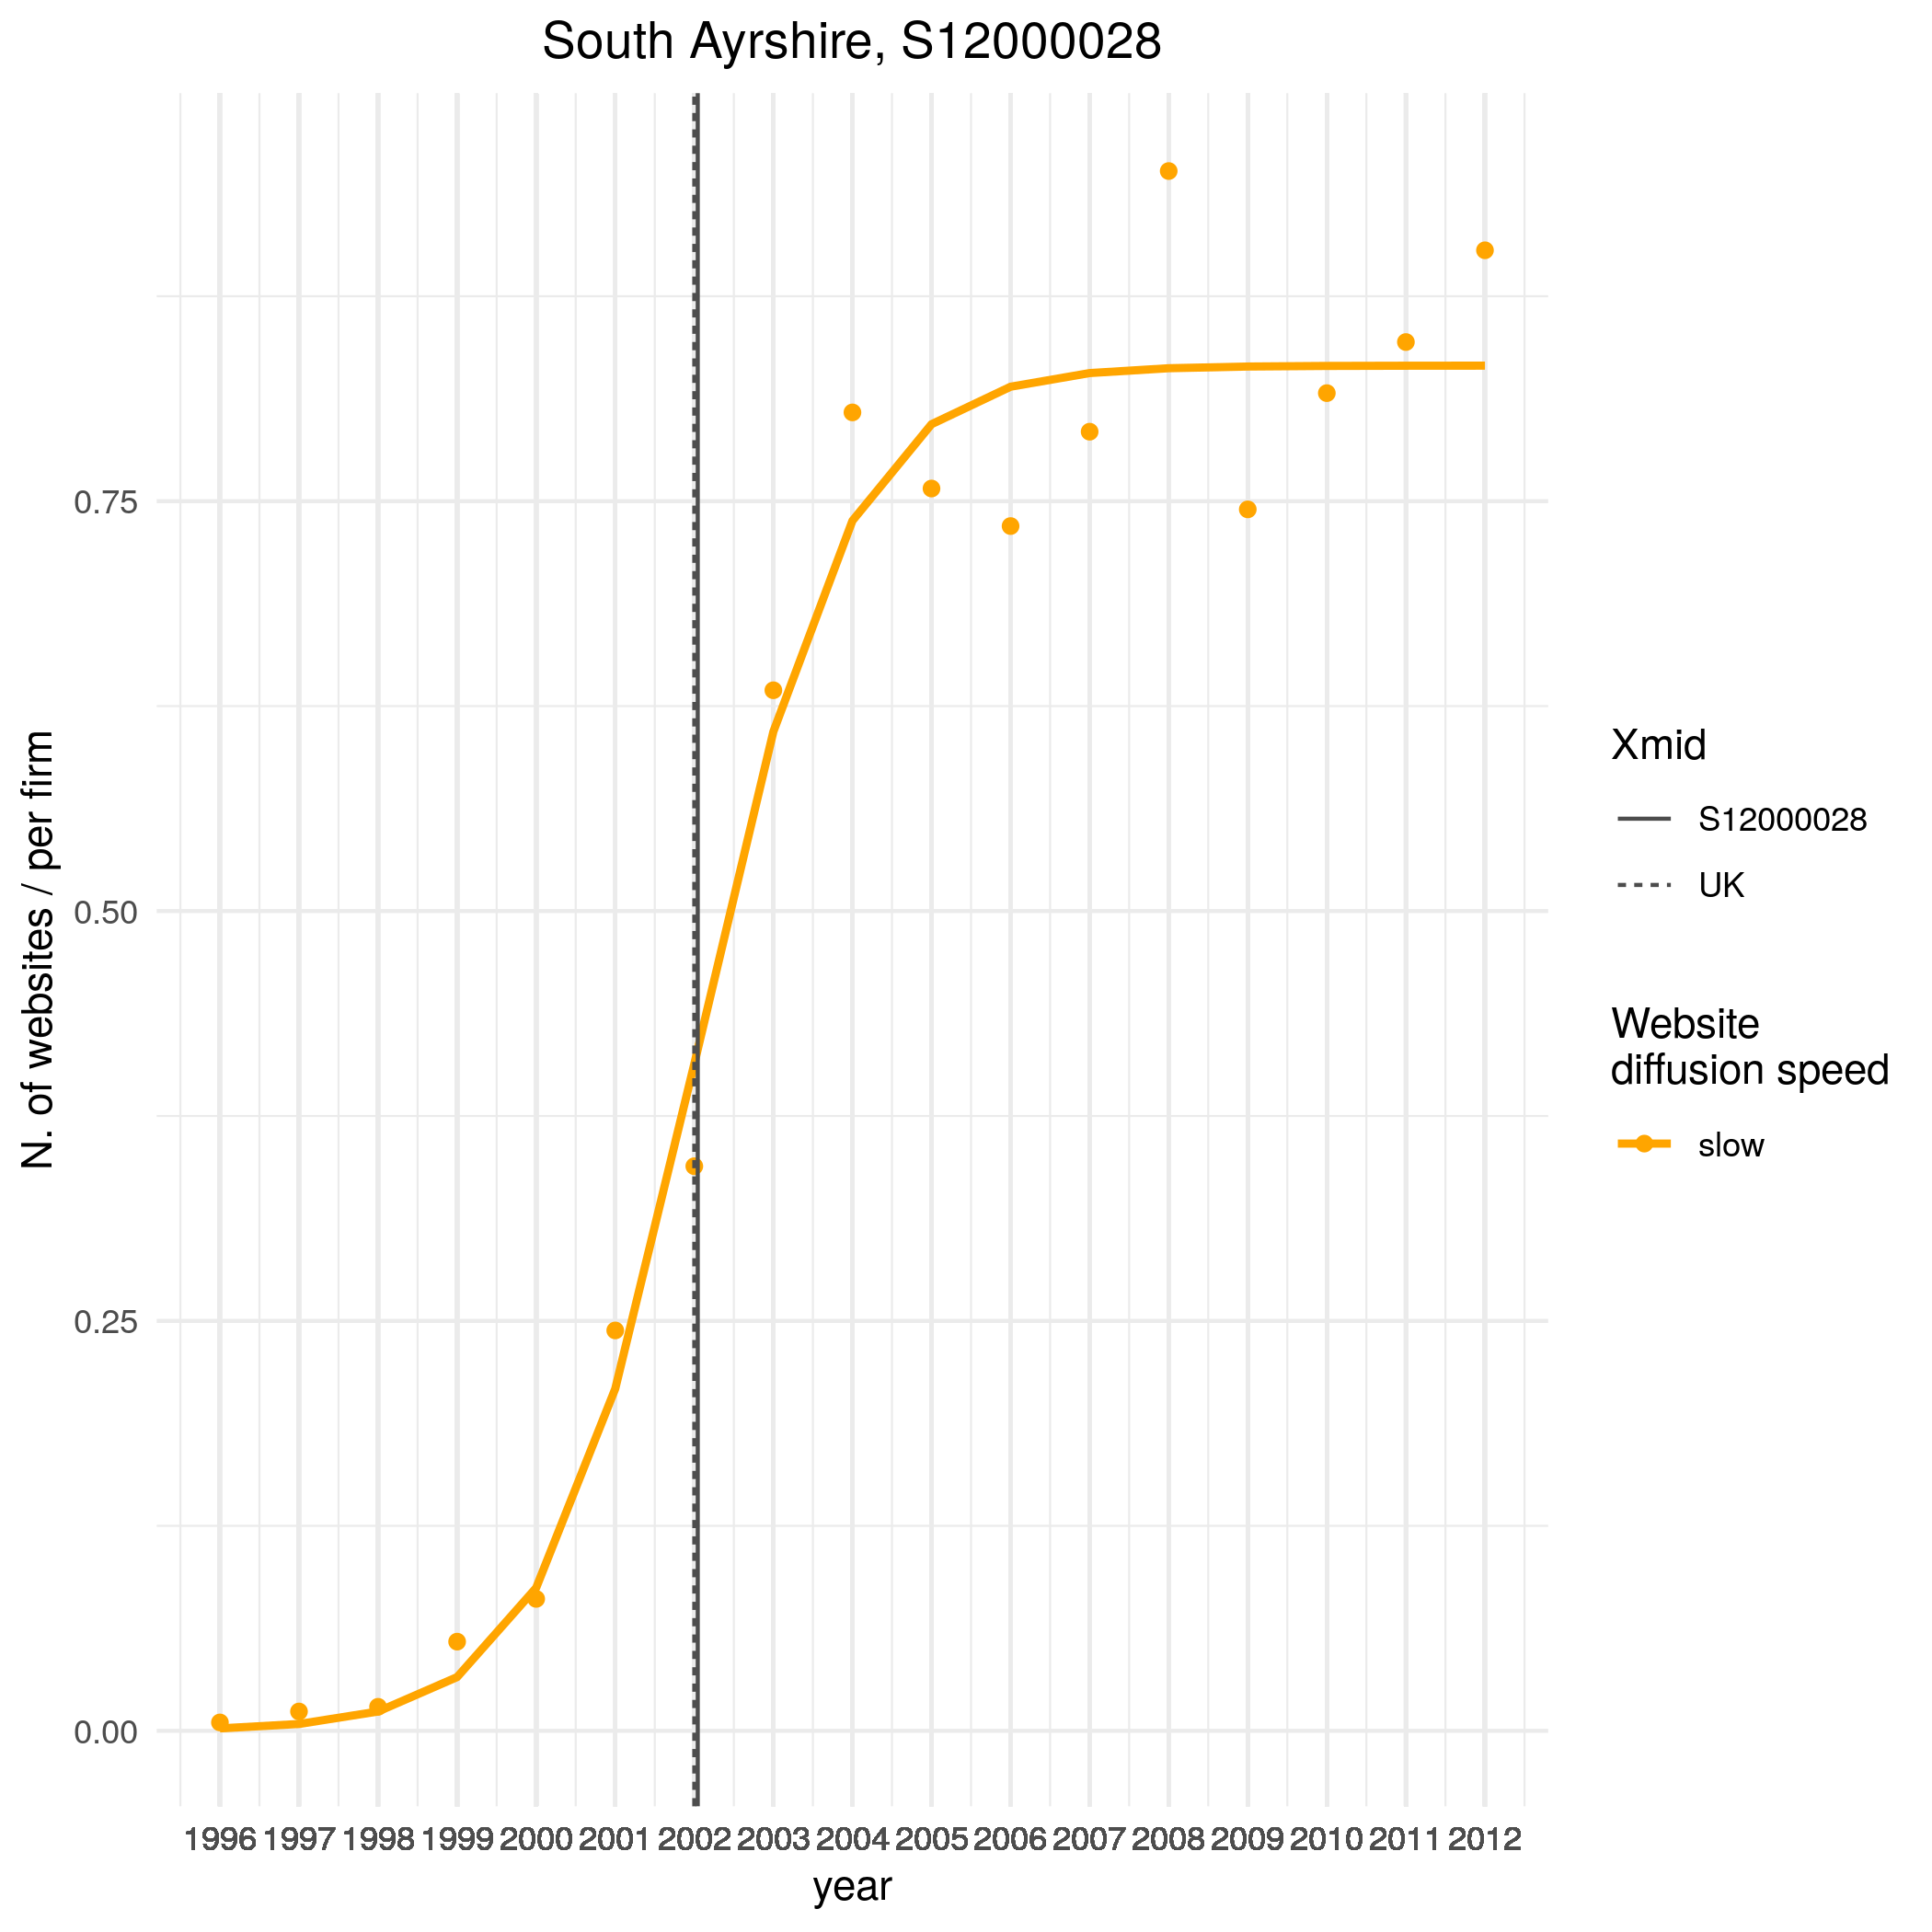 South Ayrshire, S12000028
N. of websites / per firm
0.75
0.50
0.25
0.00
1996 1997 1998 1999 2000 2001 2002 2003 2004 2005 2006 2007 2008 2009 2010 2011 2012
year
Xmid
S12000028
UK
Website
diffusion speed
slow